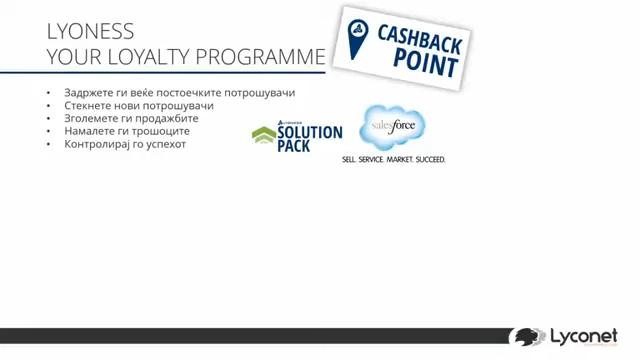 LYONESS
YOUR LOYALTY PROGRAMME
CASHBACK
POINT
• Задржете ги веќе постоечките потрошувачи
• Стекнете нови потрошувачи
• Зголемете ги продажбите
• Намалете ги трошоците
• Контролирај го успехот
LYONESS
SOLUTION
PACK
salesforce
SELL. SERVICE. MARKET. SUCCEED.
Lyconet